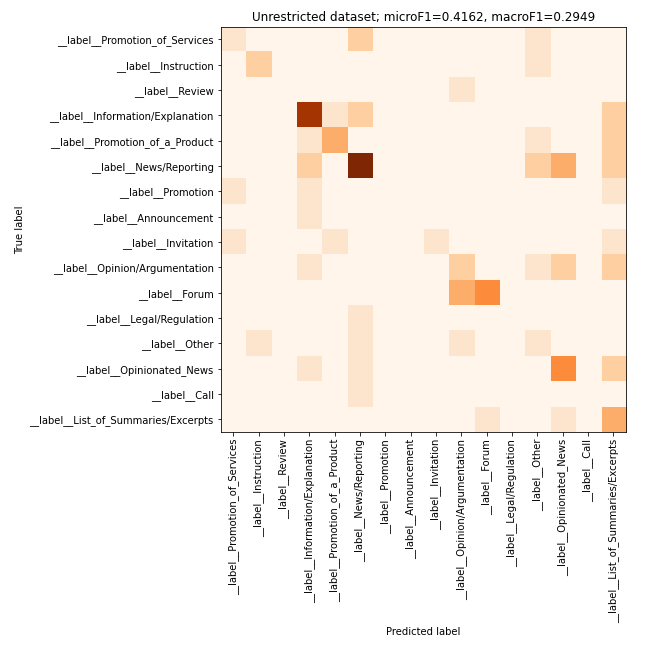 Unrestricted dataset; microF1=0.4162, macroF1=0.2949
True label
__label__Promotion_of_Services
__label__Instruction
__label__Review
__label__Information/Explanation
__label__Promotion_of_a_Product
__label__News/Reporting
__label__Promotion
__label__Announcement
__label__Invitation
__label__Opinion/Argumentation
__label__Forum
__label__Legal/Regulation
__label__Other
__label__Opinionated_News
__label__Call
__label__List_of_Summaries/Excerpts
__label__Promotion_of_Services
__label__Instruction
__label__Review
__label__Information/Explanation
__label__Promotion_of_a_Product
__label__News/Reporting
__label__Promotion
__label__Announcement
__label__Invitation
__label__Opinion/Argumentation
__label__Forum
__label__Legal/Regulation
__label__Other
__label__Opinionated_News
__label__Call
__label__List_of_Summaries/Excerpts
Predicted label